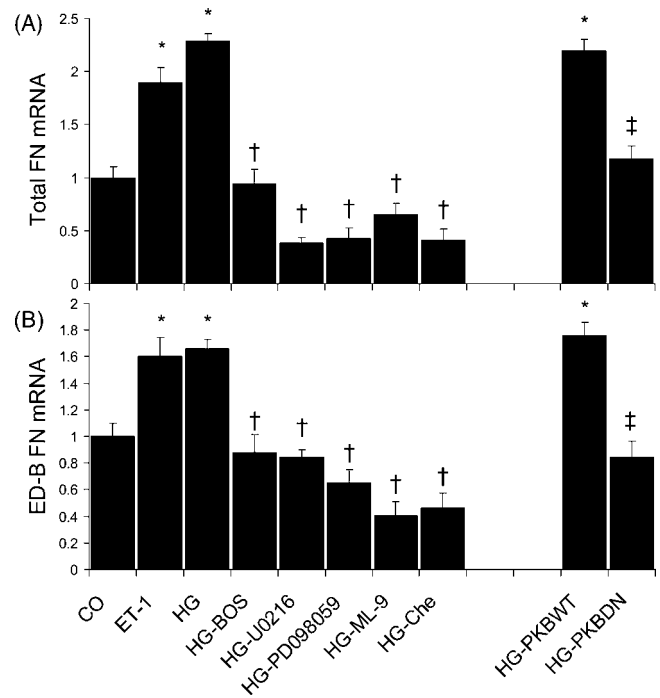 (A)
Total FN mRNA
2.5
2
1.5
1
0.5
0
*
*
†
†
†
†
†
*
‡
(B)
ED-B FN mRNA
2
1.8
1.6
1.4
1.2
1
0.8
0.6
0.4
0.2
0
*
*
†
†
†
†
†
*
‡
CO
ET-1
HG
HG-BOS
HG-U0216
HG-PD098059
HG-ML-9
HG-Che
HG-PKBWT
HG-PKBDN